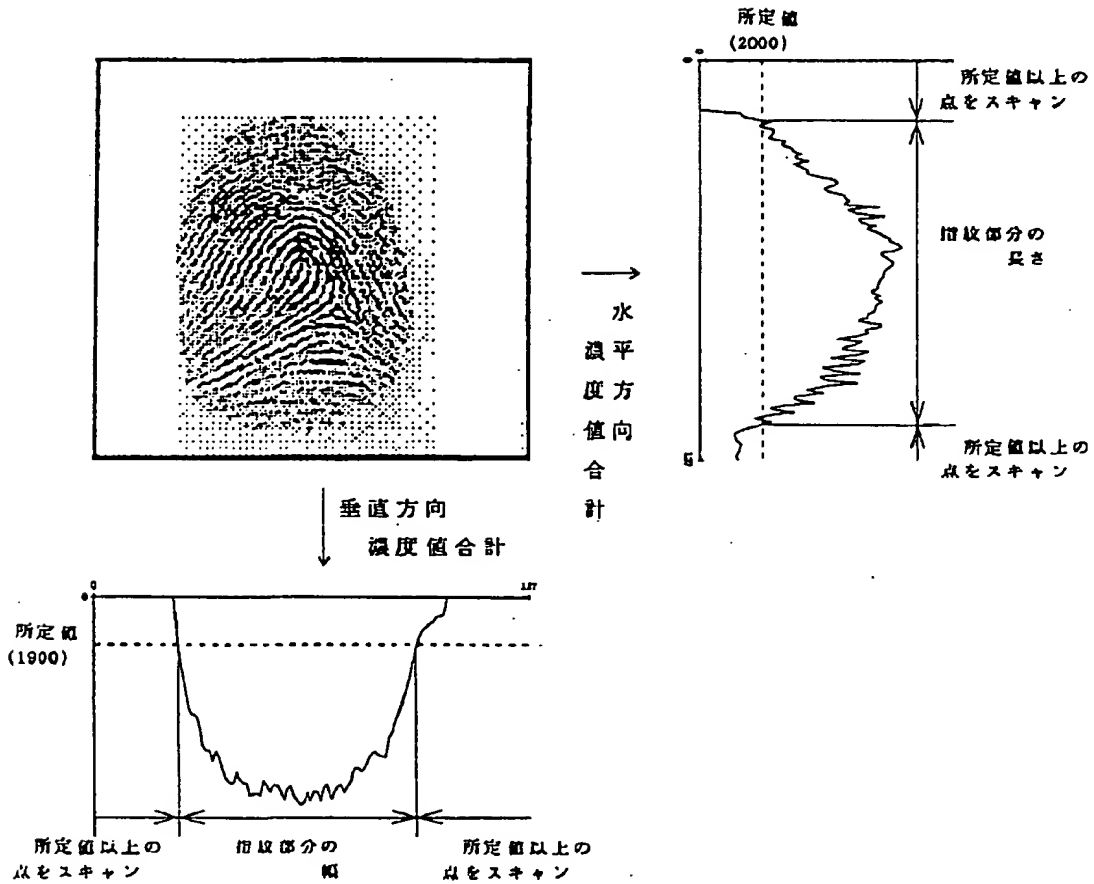 所定値
(2000)
所定値以上の
点をスキャン
指紋部分の
長さ
所定値以上の
点をスキャン
水平方向
濃度値合計
垂直方向
濃度値合計
0
所定値
(1900)
所定値以上の
点をスキャン
指紋部分の
幅
所定値以上の
点をスキャン